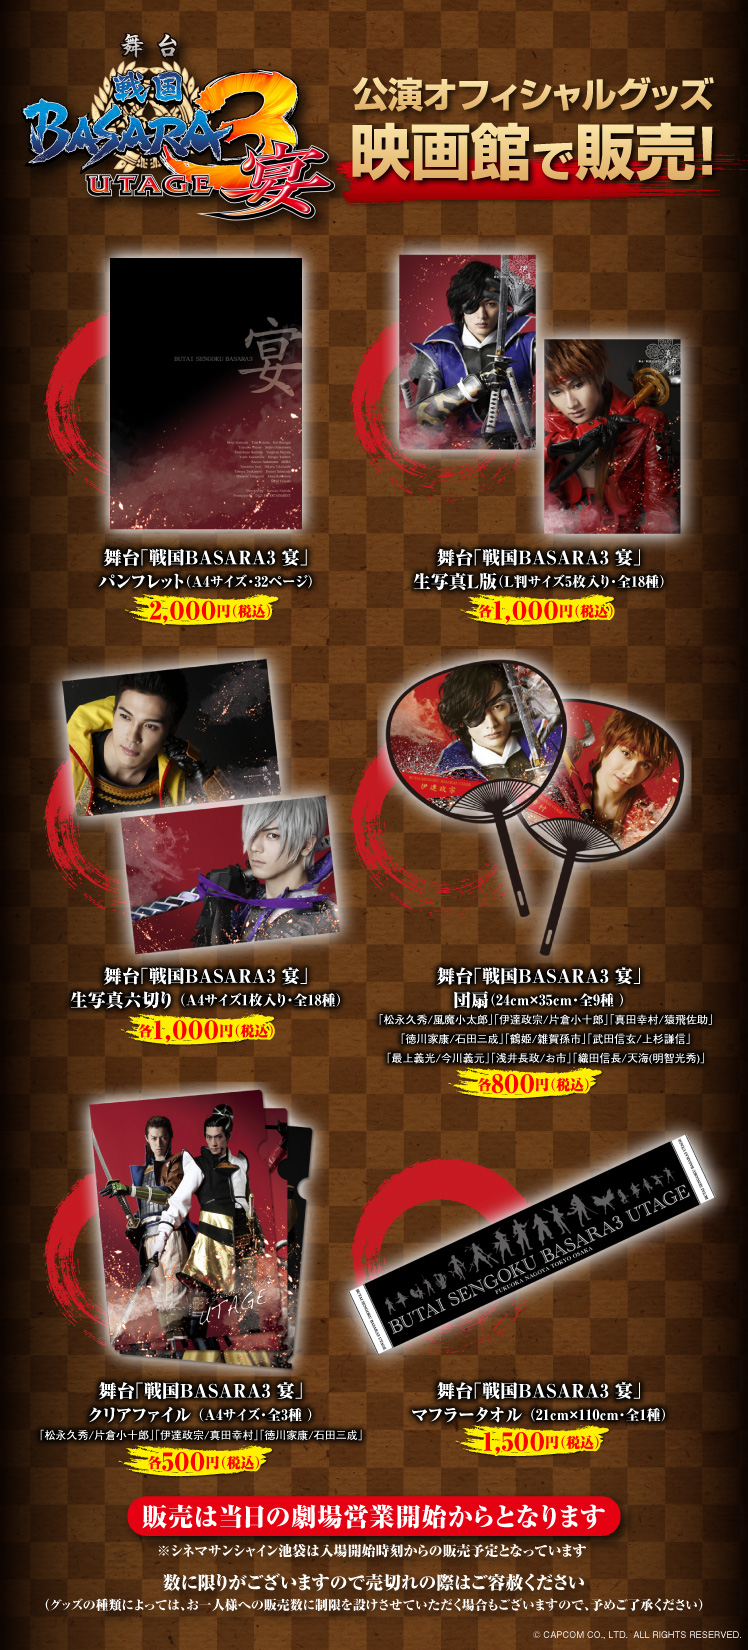 舞台
戦国
BASARA3
UTAGE 宴
公演オフィシャルグッズ
映画館で販売!
宴
BUTAI SENGOKU BASARA3
舞台「戦国BASARA3 宴」
パンフレット(A4サイズ・32ページ)
2,000円(税込)
舞台「戦国BASARA3 宴」
生写真L版(L判サイズ5枚入り・全18種)
各1,000円(税込)
舞台「戦国BASARA3 宴」
生写真六切り (A4サイズ1枚入り・全18種)
各1,000円(税込)
伊達政宗
舞台「戦国BASARA3 宴」
団扇(24cm×35cm・全9種 )
「松永久秀/風魔小太郎」「伊達政宗/片倉小十郎」「真田幸村/猿飛佐助」
「徳川家康/石田三成」「鶴姫/雑賀孫市」「武田信玄/上杉謙信」
「最上義光/今川義元」「浅井長政/お市」「織田信長/天海(明智光秀)」
各800円(税込)
UTAGE
舞台「戦国BASARA3 宴」
クリアファイル (A4サイズ・全3種 )
「松永久秀/片倉小十郎」「伊達政宗/真田幸村」「徳川家康/石田三成」
各500円(税込)
BUTAI SENGOKU BASARA3 UTAGE
BUTAI SENGOKU BASARA3 UTAGE
FUKUOKA NAGOYA TOKYO OSAKA
BUTAI SENGOKU BASARA3 UTAGE
舞台「戦国BASARA3 宴」
マフラータオル (21cm×110cm・全1種)
1,500円(税込)
販売は当日の劇場営業開始からとなります
※シネマサンシャイン池袋は入場開始時刻からの販売予定となっています
数に限りがございますので売切れの際はご容赦ください
(グッズの種類によっては、お一人様への販売数に制限を設けさせていただく場合もございますので、予めご了承ください)
© CAPCOM CO., LTD. ALL RIGHTS RESERVED.